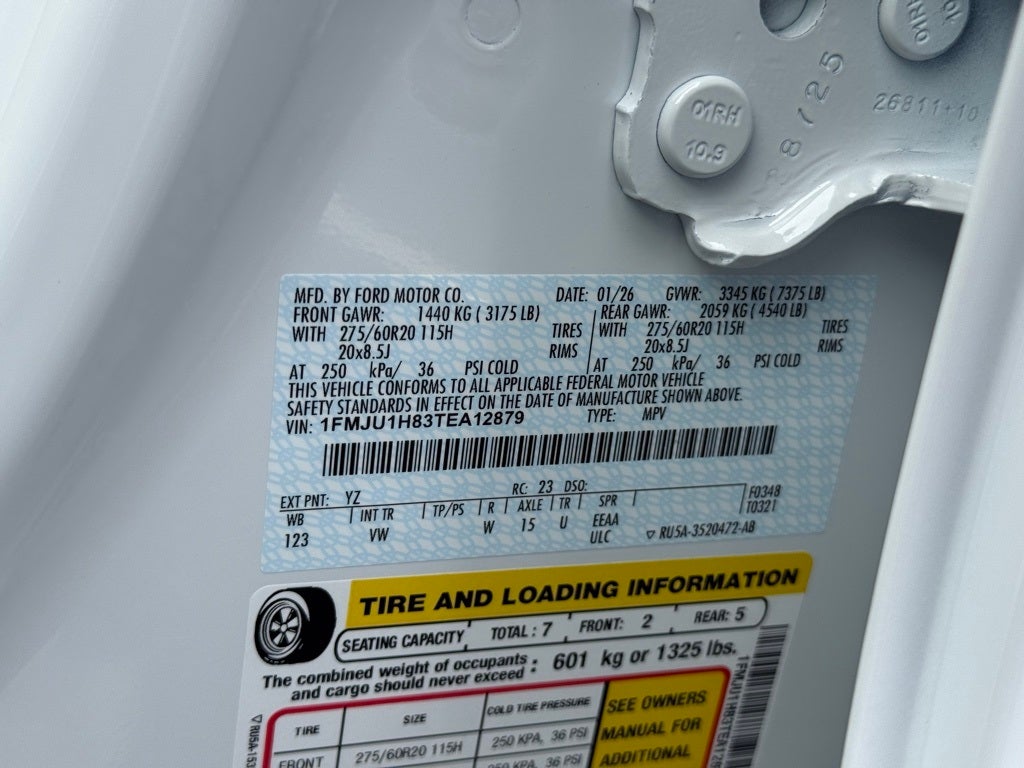 01RH
10.9
8/25
26811+10
MFD. BY FORD MOTOR CO. DATE: 01/26 GVWR: 3345 KG ( 7375 LB)
FRONT GAWR: 1440 KG ( 3175 LB) REAR GAWR: 2059 KG ( 4540 LB)
WITH 275/60R20 115H TIRES WITH 275/60R20 115H TIRES
20x8.5J RIMS 20x8.5J RIMS
AT 250 kPa/ 36 PSI COLD AT 250 kPa/ 36 PSI COLD
THIS VEHICLE CONFORMS TO ALL APPLICABLE FEDERAL MOTOR VEHICLE
SAFETY STANDARDS IN EFFECT ON THE DATE OF MANUFACTURE SHOWN ABOVE.
VIN: 1FMJU1H83TEA12879 TYPE: MPV
EXT PNT: YZ RC: 23 DSO: F0348
WB INT TR TP/PS R AXLE TR SPR T0321
123 VW W 15 U EEAA
ULC ▽ RU5A-3520472-AB
TIRE AND LOADING INFORMATION
SEATING CAPACITY TOTAL: 7 FRONT: 2 REAR: 5
The combined weight of occupants and cargo should never exceed : 601 kg or 1325 lbs.
TIRE SIZE COLD TIRE PRESSURE SEE OWNERS
FRONT 275/60R20 115H 250 KPA, 36 PSI MANUAL FOR
250 KPA, 36 PSI ADDITIONAL
▽RU5A-153
1FMJU1H83TEA128